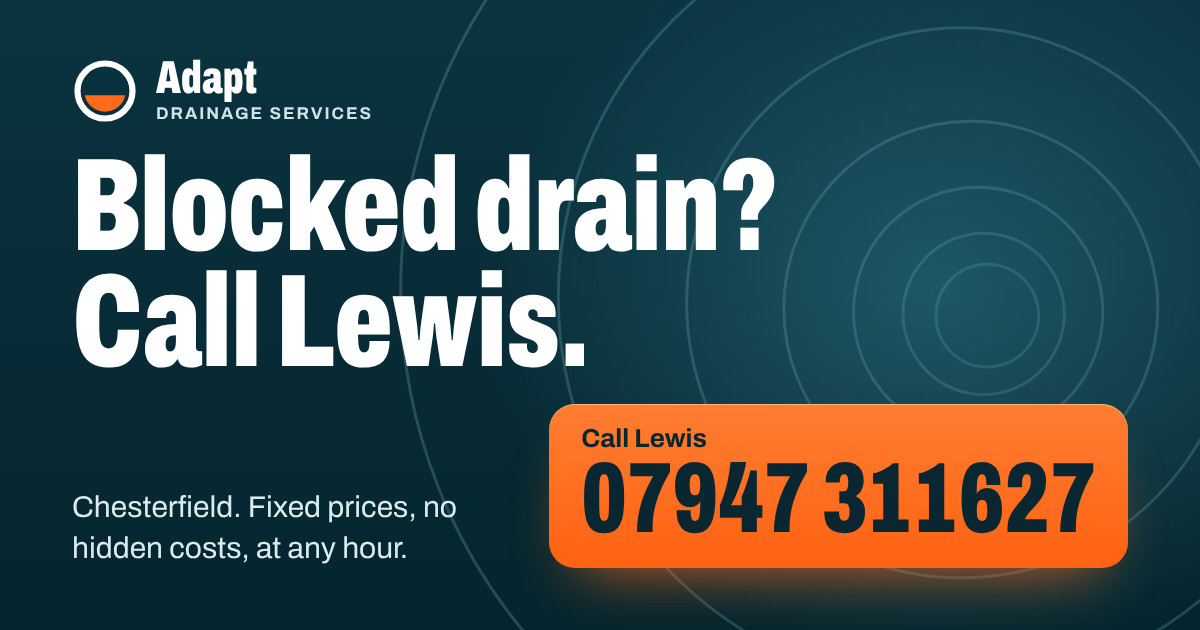 Adapt
DRAINAGE SERVICES
Blocked drain?
Call Lewis.
Chesterfield. Fixed prices, no
hidden costs, at any hour.
Call Lewis
07947 311627